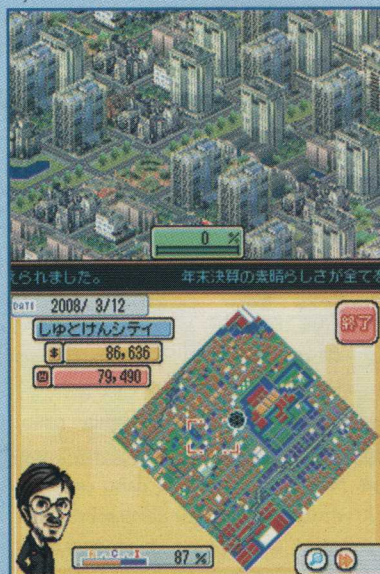 0 %
えられました。 年末決算の素晴らしさが全てを
DATE 2008/ 3/12
しゅとけんシティ
終了
$ 86,636
79,490
R C I 87 %